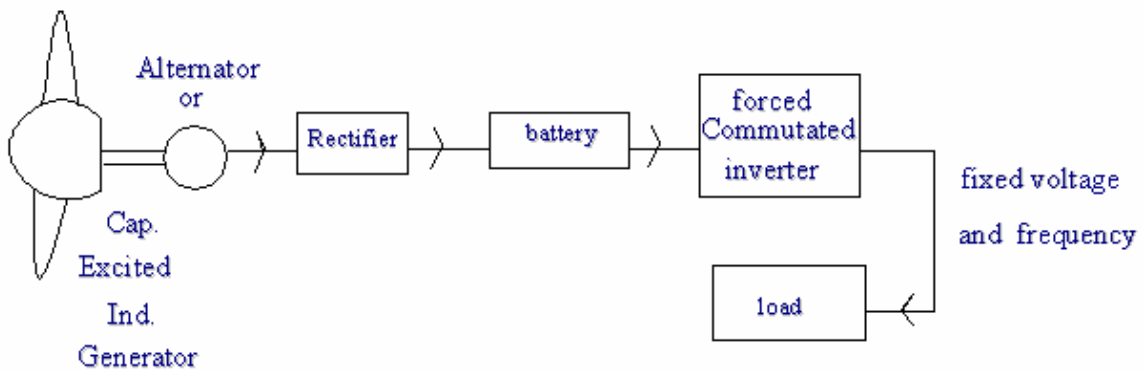 Alternator
or
Cap.
Excited
Ind.
Generator
Rectifier
battery
forced
Commutated
inverter
fixed voltage
and frequency
load